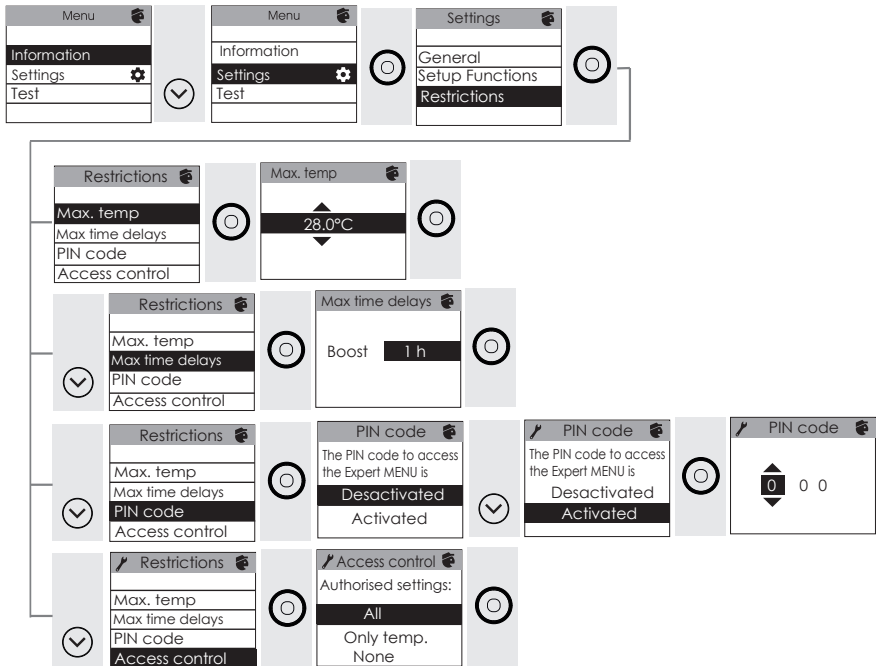 Menu
Information
Settings
Test
Menu
Information
Settings
Test
Settings
General
Setup Functions
Restrictions
Restrictions
Max. temp
Max time delays
PIN code
Access control
Max. temp
28.0°C
Restrictions
Max. temp
Max time delays
PIN code
Access control
Max time delays
Boost 1 h
Restrictions
Max. temp
Max time delays
PIN code
Access control
PIN code
The PIN code to access
the Expert MENU is
Desactivated
Activated
PIN code
The PIN code to access
the Expert MENU is
Desactivated
Activated
PIN code
0 0 0
Restrictions
Max. temp
Max time delays
PIN code
Access control
Access control
Authorised settings:
All
Only temp.
None